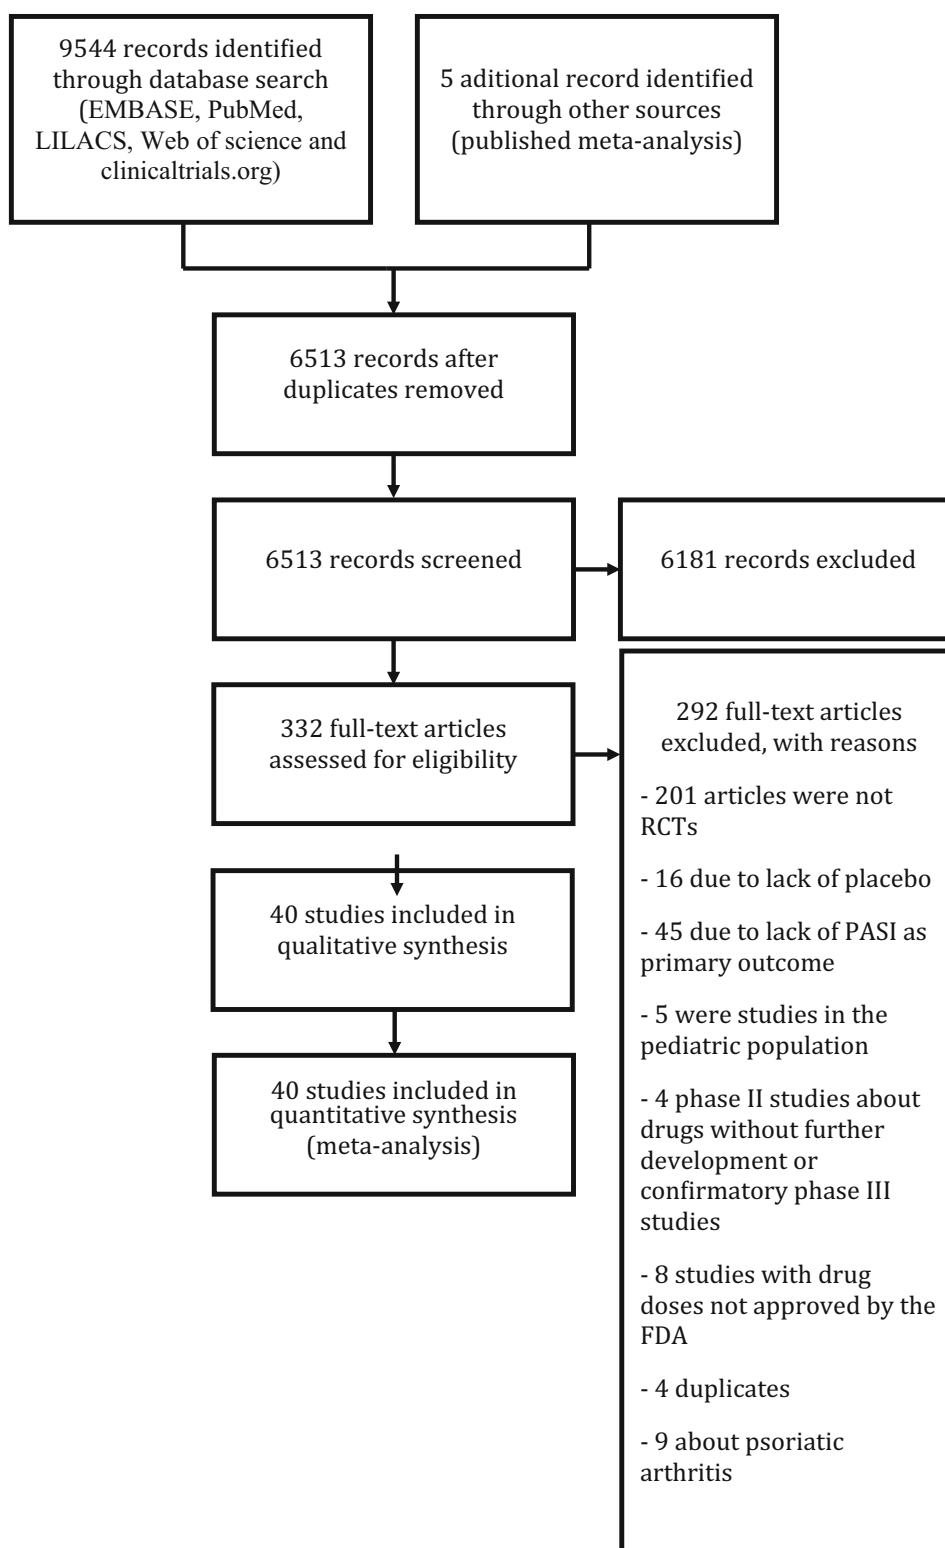 9544 records identified
through database search
(EMBASE, PubMed,
LILACS, Web of science and
clinicaltrials.org)
5 aditional record identified
through other sources
(published meta-analysis)
6513 records after
duplicates removed
6513 records screened
6181 records excluded
332 full-text articles
assessed for eligibility
292 full-text articles
excluded, with reasons
- 201 articles were not
RCTs
- 16 due to lack of placebo
- 45 due to lack of PASI as
primary outcome
- 5 were studies in the
pediatric population
- 4 phase II studies about
drugs without further
development or
confirmatory phase III
studies
- 8 studies with drug
doses not approved by the
FDA
- 4 duplicates
- 9 about psoriatic
arthritis
40 studies included in
qualitative synthesis
40 studies included in
quantitative synthesis
(meta-analysis)